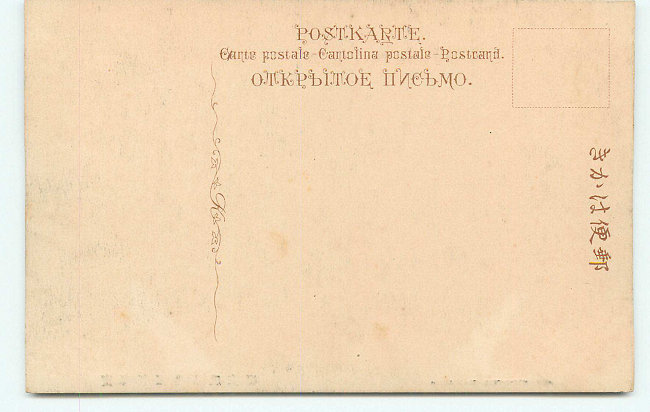 POSTKARTE.
Carte postale-Cartolina postale-Postcard.
ОТКРЫТОЕ ПИСЬМО.
きかは便郵